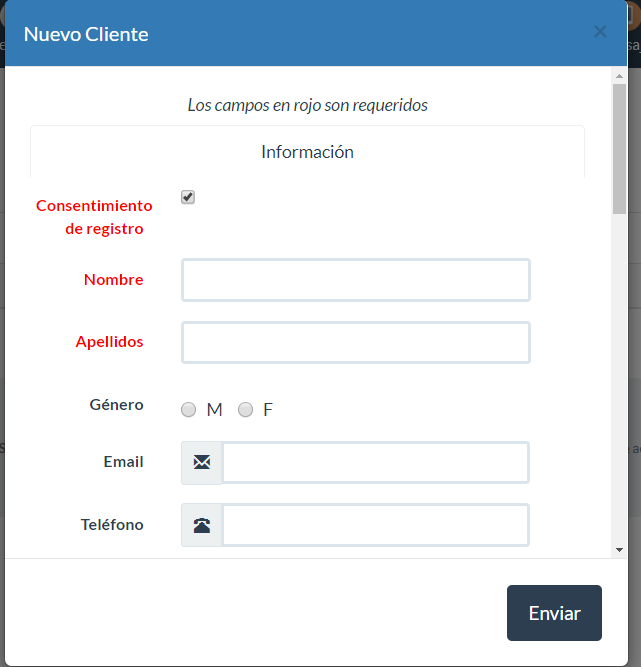 Nuevo Cliente ×
Los campos en rojo son requeridos
Información
Consentimiento
de registro
Nombre
Apellidos
Género M F
Email
Teléfono
Enviar